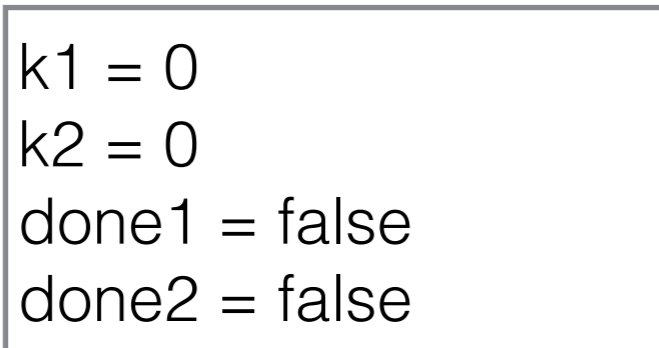 k1 = 0
k2 = 0
done1 = false
done2 = false